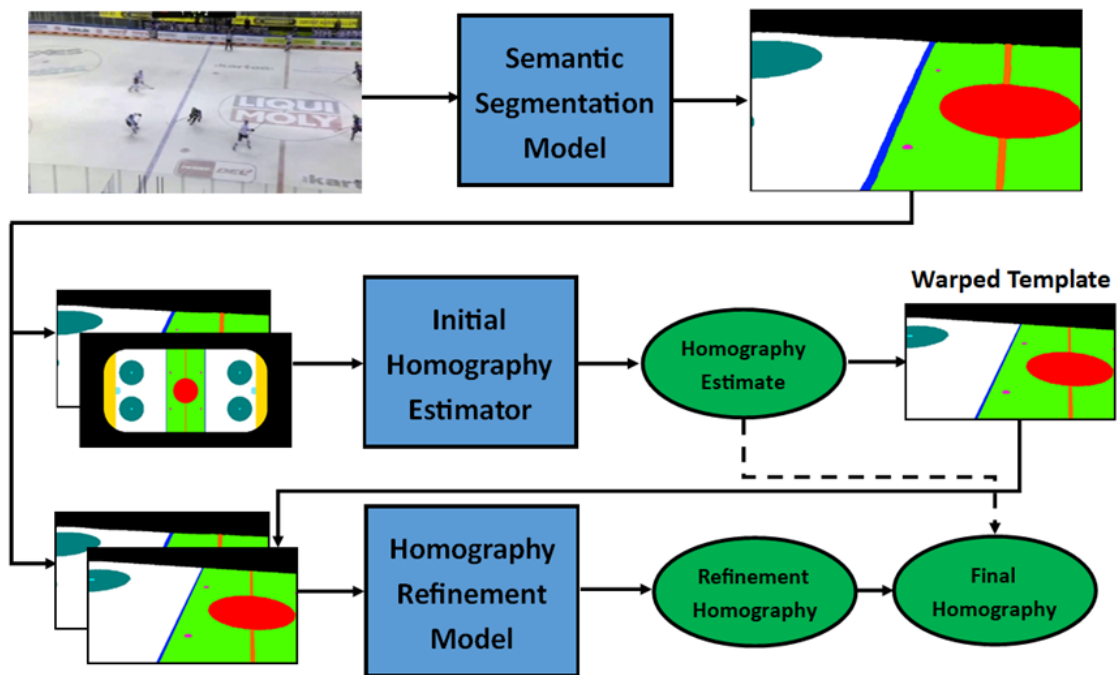 Semantic
Segmentation
Model
LIQUI
MOLY
Warped Template
Initial
Homography
Estimator
Homography
Estimate
Homography
Refinement
Model
Refinement
Homography
Final
Homography